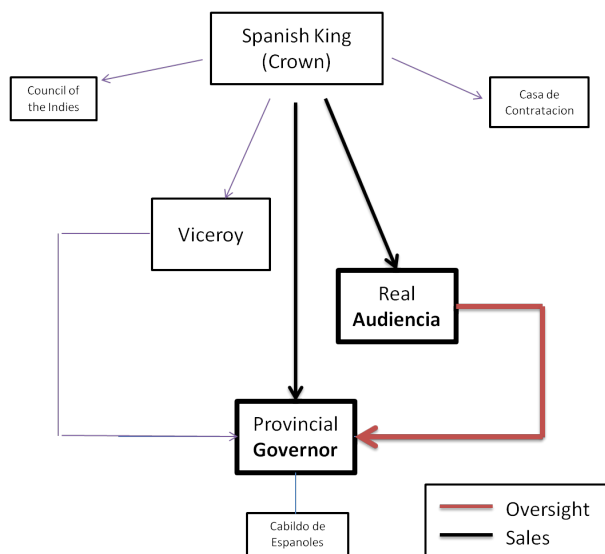 Spanish King
(Crown)
Council of
the Indies
Casa de
Contratacion
Viceroy
Real
Audiencia
Provincial
Governor
Cabildo de
Espanoles
Oversight
Sales